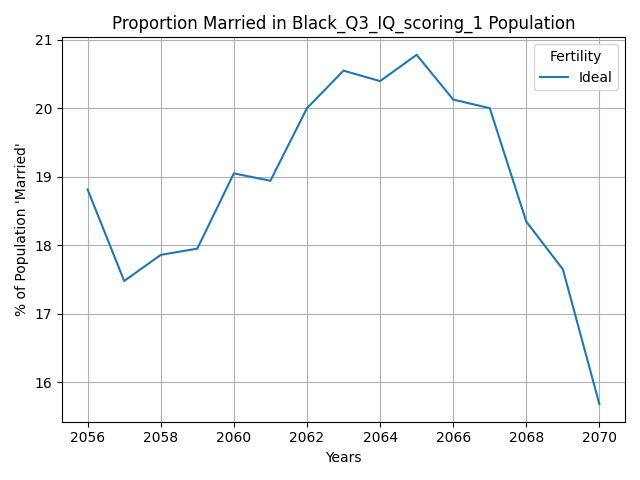 Proportion Married in Black_Q3_IQ_scoring_1 Population
% of Population 'Married'
21
20
19
18
17
16
Fertility
Ideal
2056 2058 2060 2062 2064 2066 2068 2070
Years